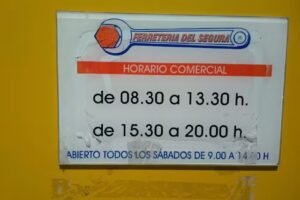 FERRETERIA DEL SEGURA
HORARIO COMERCIAL
de 08.30 a 13.30 h.
de 15.30 a 20.00 h.
ABIERTO TODOS LOS SÁBADOS DE 9.00 A H